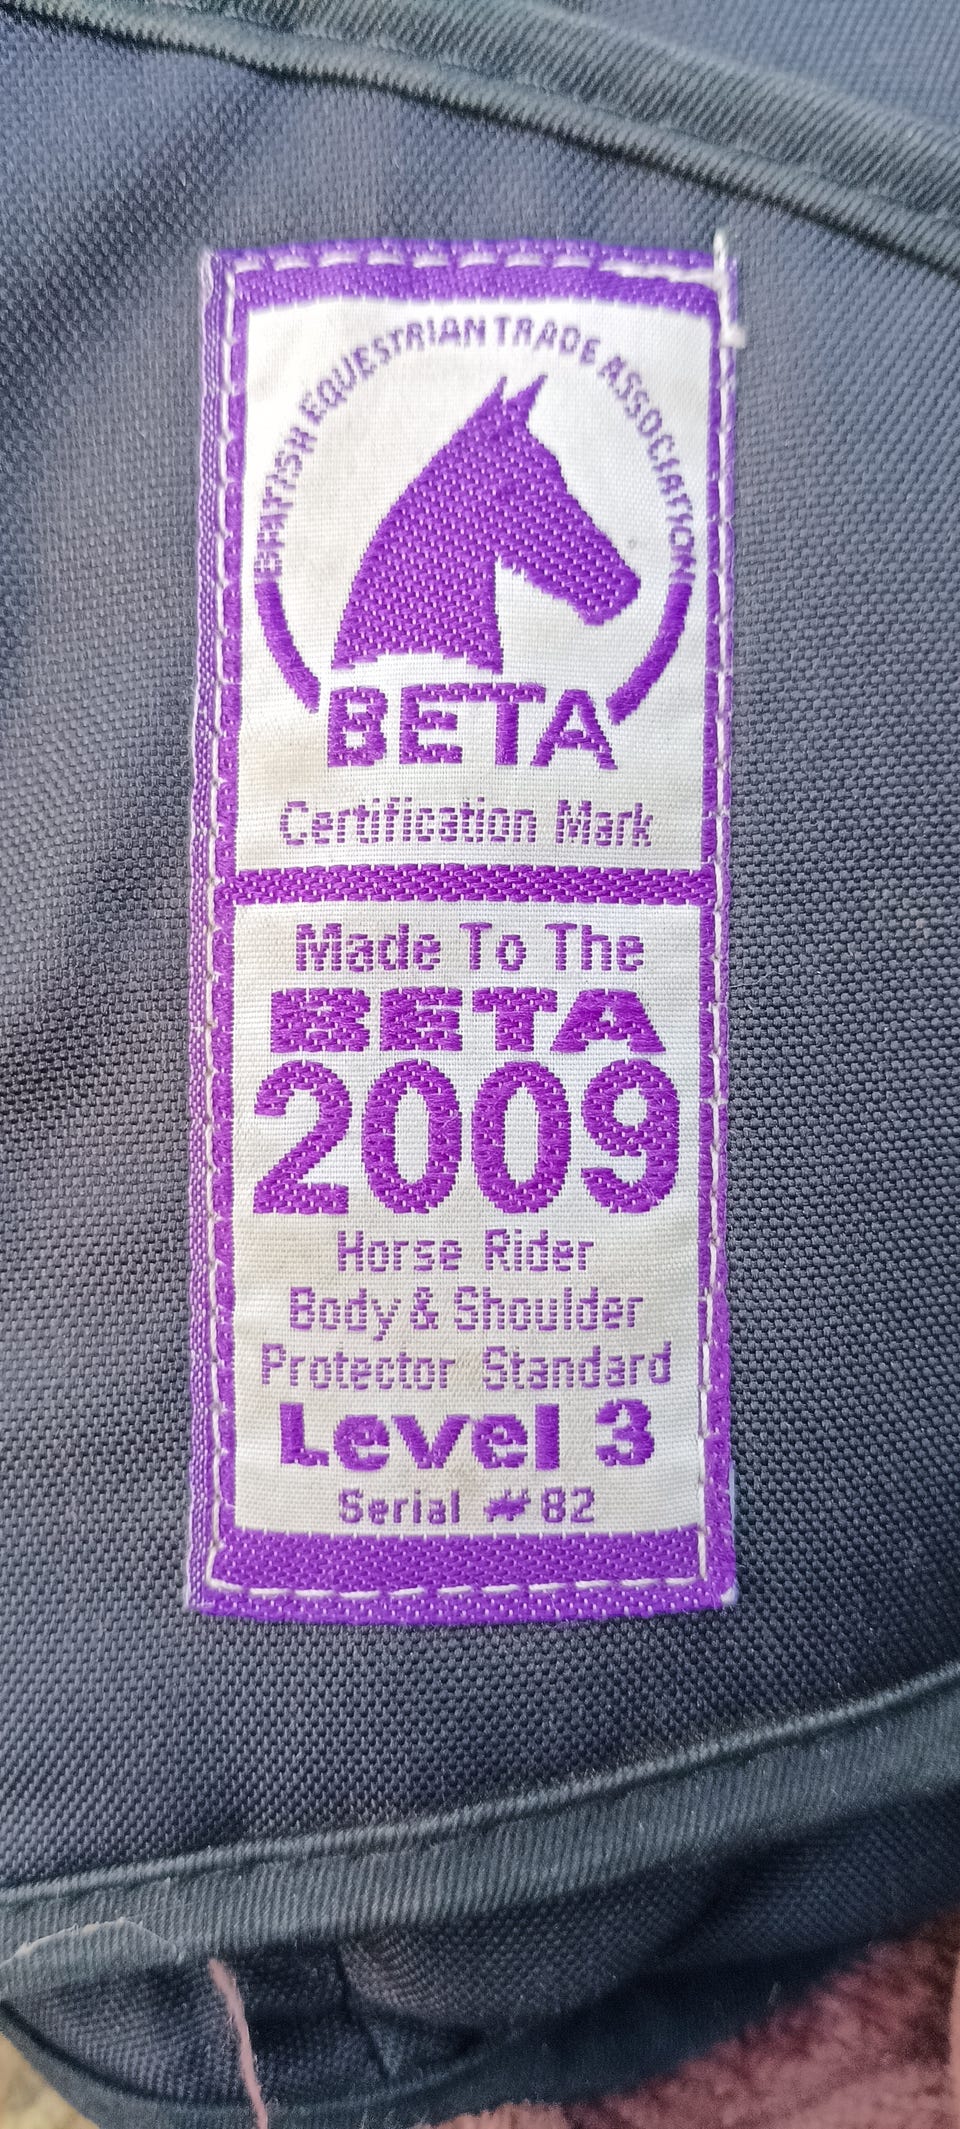 BRITISH EQUESTRIAN TRADE ASSOCIATION
BETA
Certification Mark
Made To The
BETA
2009
Horse Rider
Body & Shoulder
Protector Standard
Level 3
Serial # 82